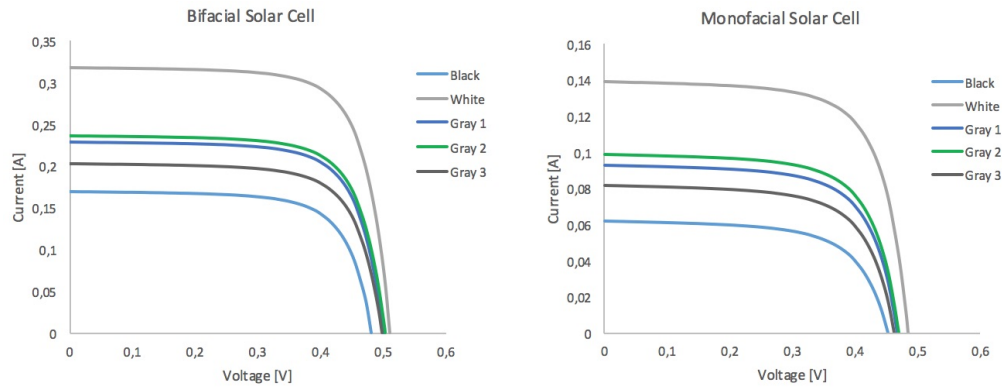 Bifacial Solar Cell
Current [A]
0,35
0,3
0,25
0,2
0,15
0,1
0,05
0
0 0,1 0,2 0,3 0,4 0,5 0,6
Voltage [V]
Black
White
Gray 1
Gray 2
Gray 3
Monofacial Solar Cell
Current [A]
0,16
0,14
0,12
0,1
0,08
0,06
0,04
0,02
0
0 0,1 0,2 0,3 0,4 0,5 0,6
Voltage [V]
Black
White
Gray 1
Gray 2
Gray 3